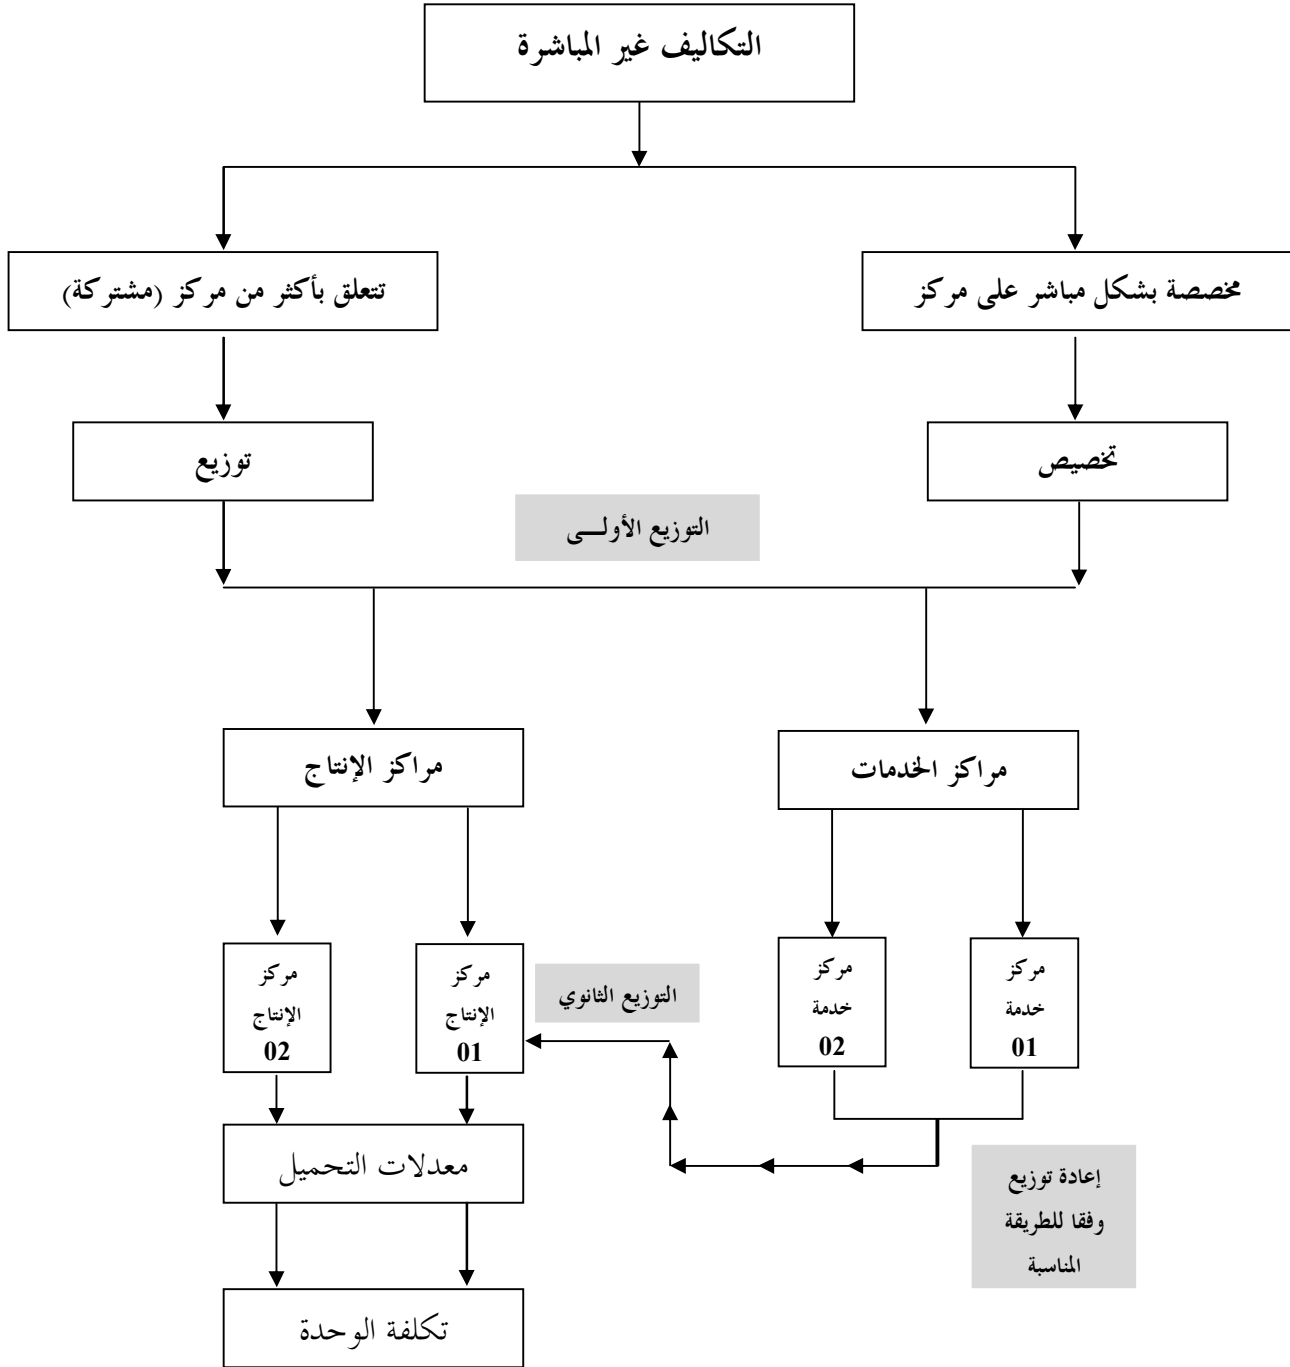 التكاليف غير المباشرة
مخصصة بشكل مباشر على مركز
تتعلق بأكثر من مركز (مشتركة)
تخصيص
توزيع
التوزيع الأولــى
مراكز الخدمات
مراكز الإنتاج
مركز
خدمة
01
مركز
خدمة
02
التوزيع الثانوي
مركز
الإنتاج
01
مركز
الإنتاج
02
معدلات التحميل
إعادة توزيع
وفقا للطريقة
المناسبة
تكلفة الوحدة